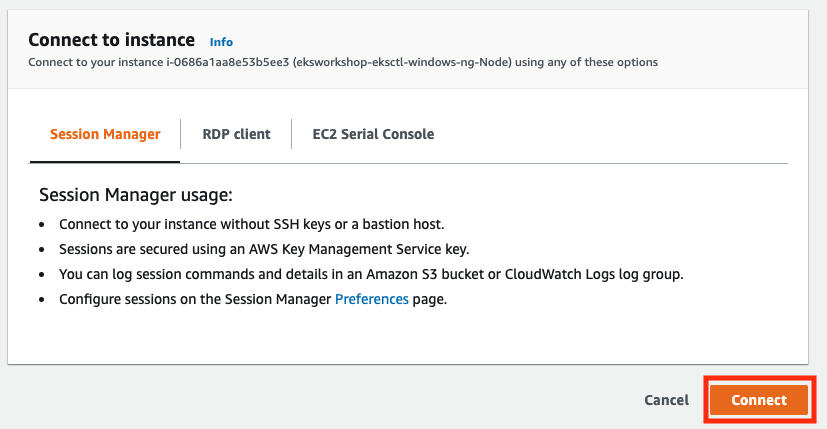 Connect to instance Info
Connect to your instance i-0686a1aa8e53b5ee3 (eksworkshop-eksctl-windows-ng-Node) using any of these options
Session Manager RDP client EC2 Serial Console
Session Manager usage:
• Connect to your instance without SSH keys or a bastion host.
• Sessions are secured using an AWS Key Management Service key.
• You can log session commands and details in an Amazon S3 bucket or CloudWatch Logs log group.
• Configure sessions on the Session Manager Preferences page.
Cancel Connect